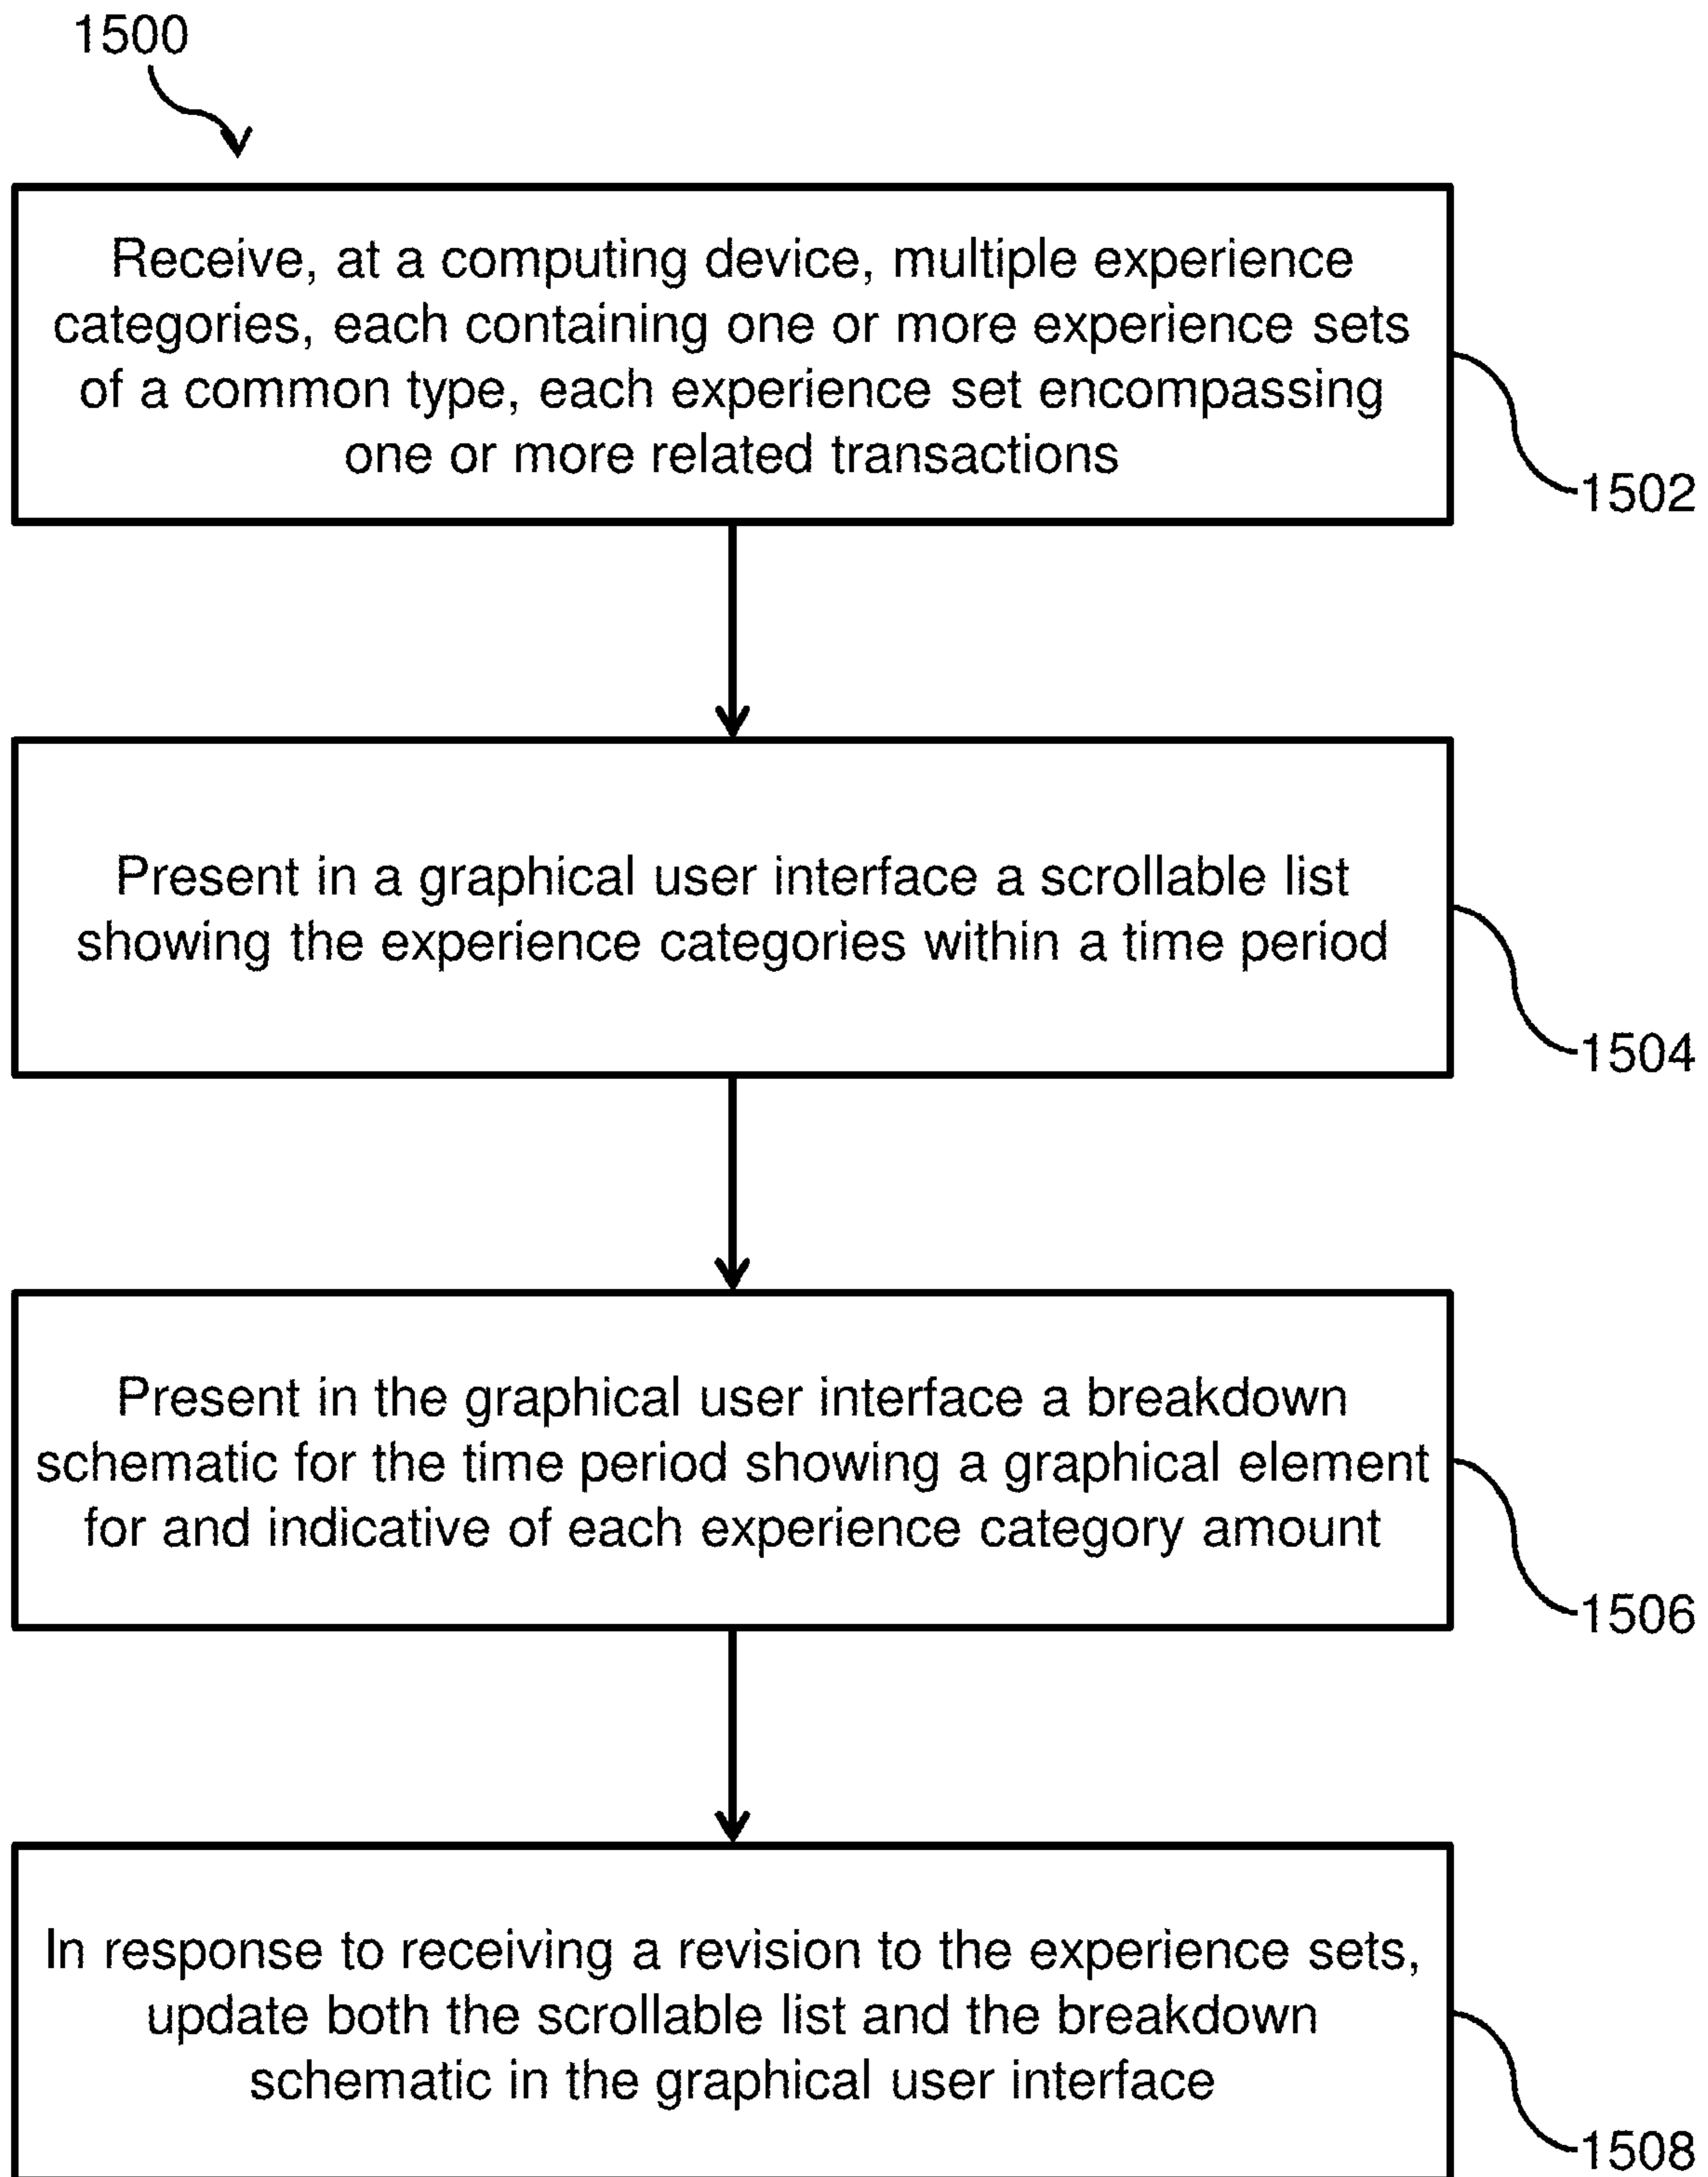 1500
Receive, at a computing device, multiple experience
categories, each containing one or more experience sets
of a common type, each experience set encompassing
one or more related transactions
1502
Present in a graphical user interface a scrollable list
showing the experience categories within a time period
1504
Present in the graphical user interface a breakdown
schematic for the time period showing a graphical element
for and indicative of each experience category amount
1506
In response to receiving a revision to the experience sets,
update both the scrollable list and the breakdown
schematic in the graphical user interface
1508